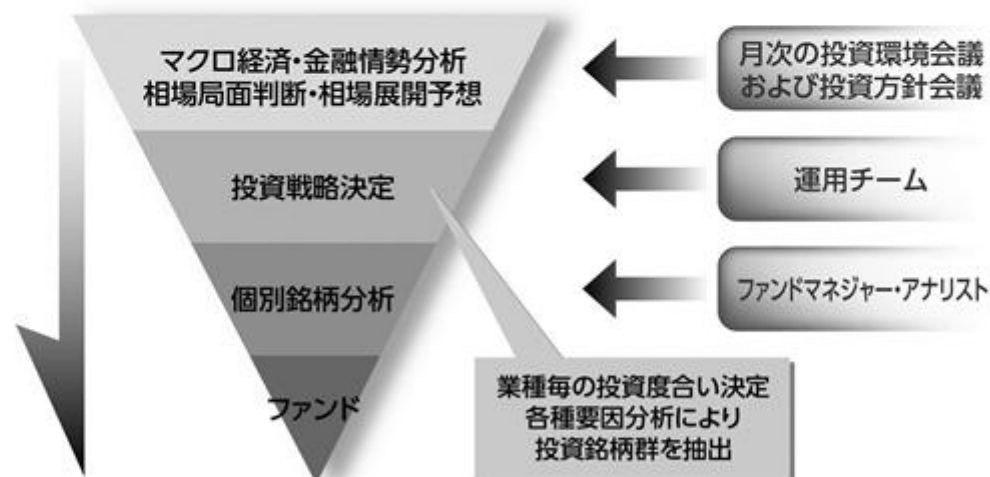 マクロ経済・金融情勢分析
相場局面判断・相場展開予想
月次の投資環境会議
および投資方針会議
投資戦略決定
運用チーム
個別銘柄分析
ファンドマネジャー・アナリスト
ファンド
業種毎の投資度合い決定
各種要因分析により
投資銘柄群を抽出